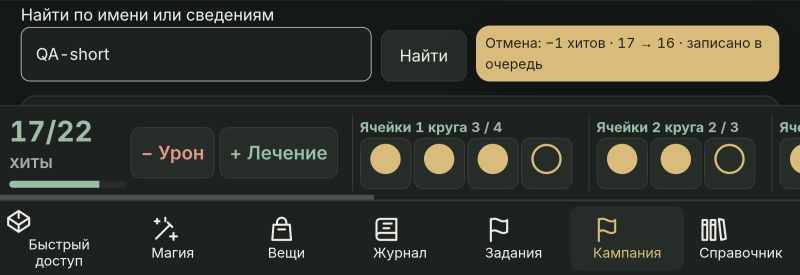 Найти по имени или сведениям
QA-short
Найти
Отмена: −1 хитов · 17 → 16 · записано в
очередь
17/22
хиты
− Урон
+ Лечение
Ячейки 1 круга 3 / 4
Ячейки 2 круга 2 / 3
Яче
Быстрый
доступ
Магия
Вещи
Журнал
Задания
Кампания
Справочник